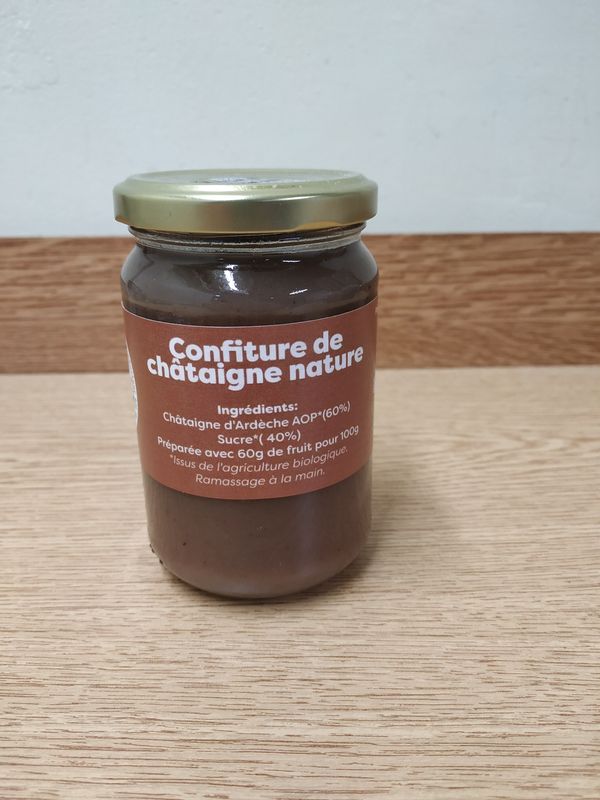 Confiture de
châtaigne nature
Ingrédients:
Châtaigne d'Ardèche AOP*(60%)
Sucre*( 40%)
Préparée avec 60g de fruit pour 100g
*Issus de l'agriculture biologique.
Ramassage à la main.